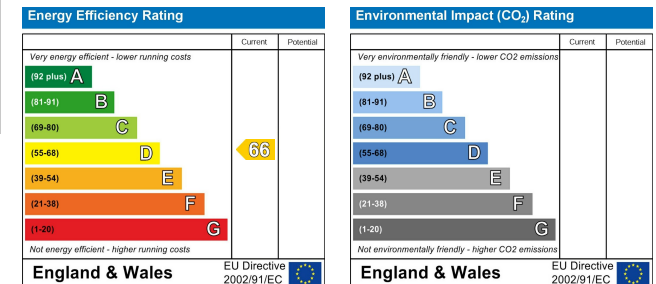 Energy Efficiency Rating
Current Potential
Very energy efficient - lower running costs
(92 plus) A
(81-91) B
(69-80) C
(55-68) D
66
(39-54) E
(21-38) F
(1-20) G
Not energy efficient - higher running costs
England & Wales
EU Directive
2002/91/EC
Environmental Impact (CO₂) Rating
Current Potential
Very environmentally friendly - lower CO2 emissions
(92 plus) A
(81-91) B
(69-80) C
(55-68) D
(39-54) E
(21-38) F
(1-20) G
Not environmentally friendly - higher CO2 emissions
England & Wales
EU Directive
2002/91/EC